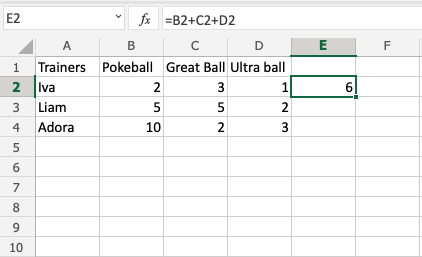 E2 fx =B2+C2+D2
A B C D E F
1 Trainers Pokeball Great Ball Ultra ball
2 Iva 2 3 1 6
3 Liam 5 5 2
4 Adora 10 2 3
5
6
7
8
9
10